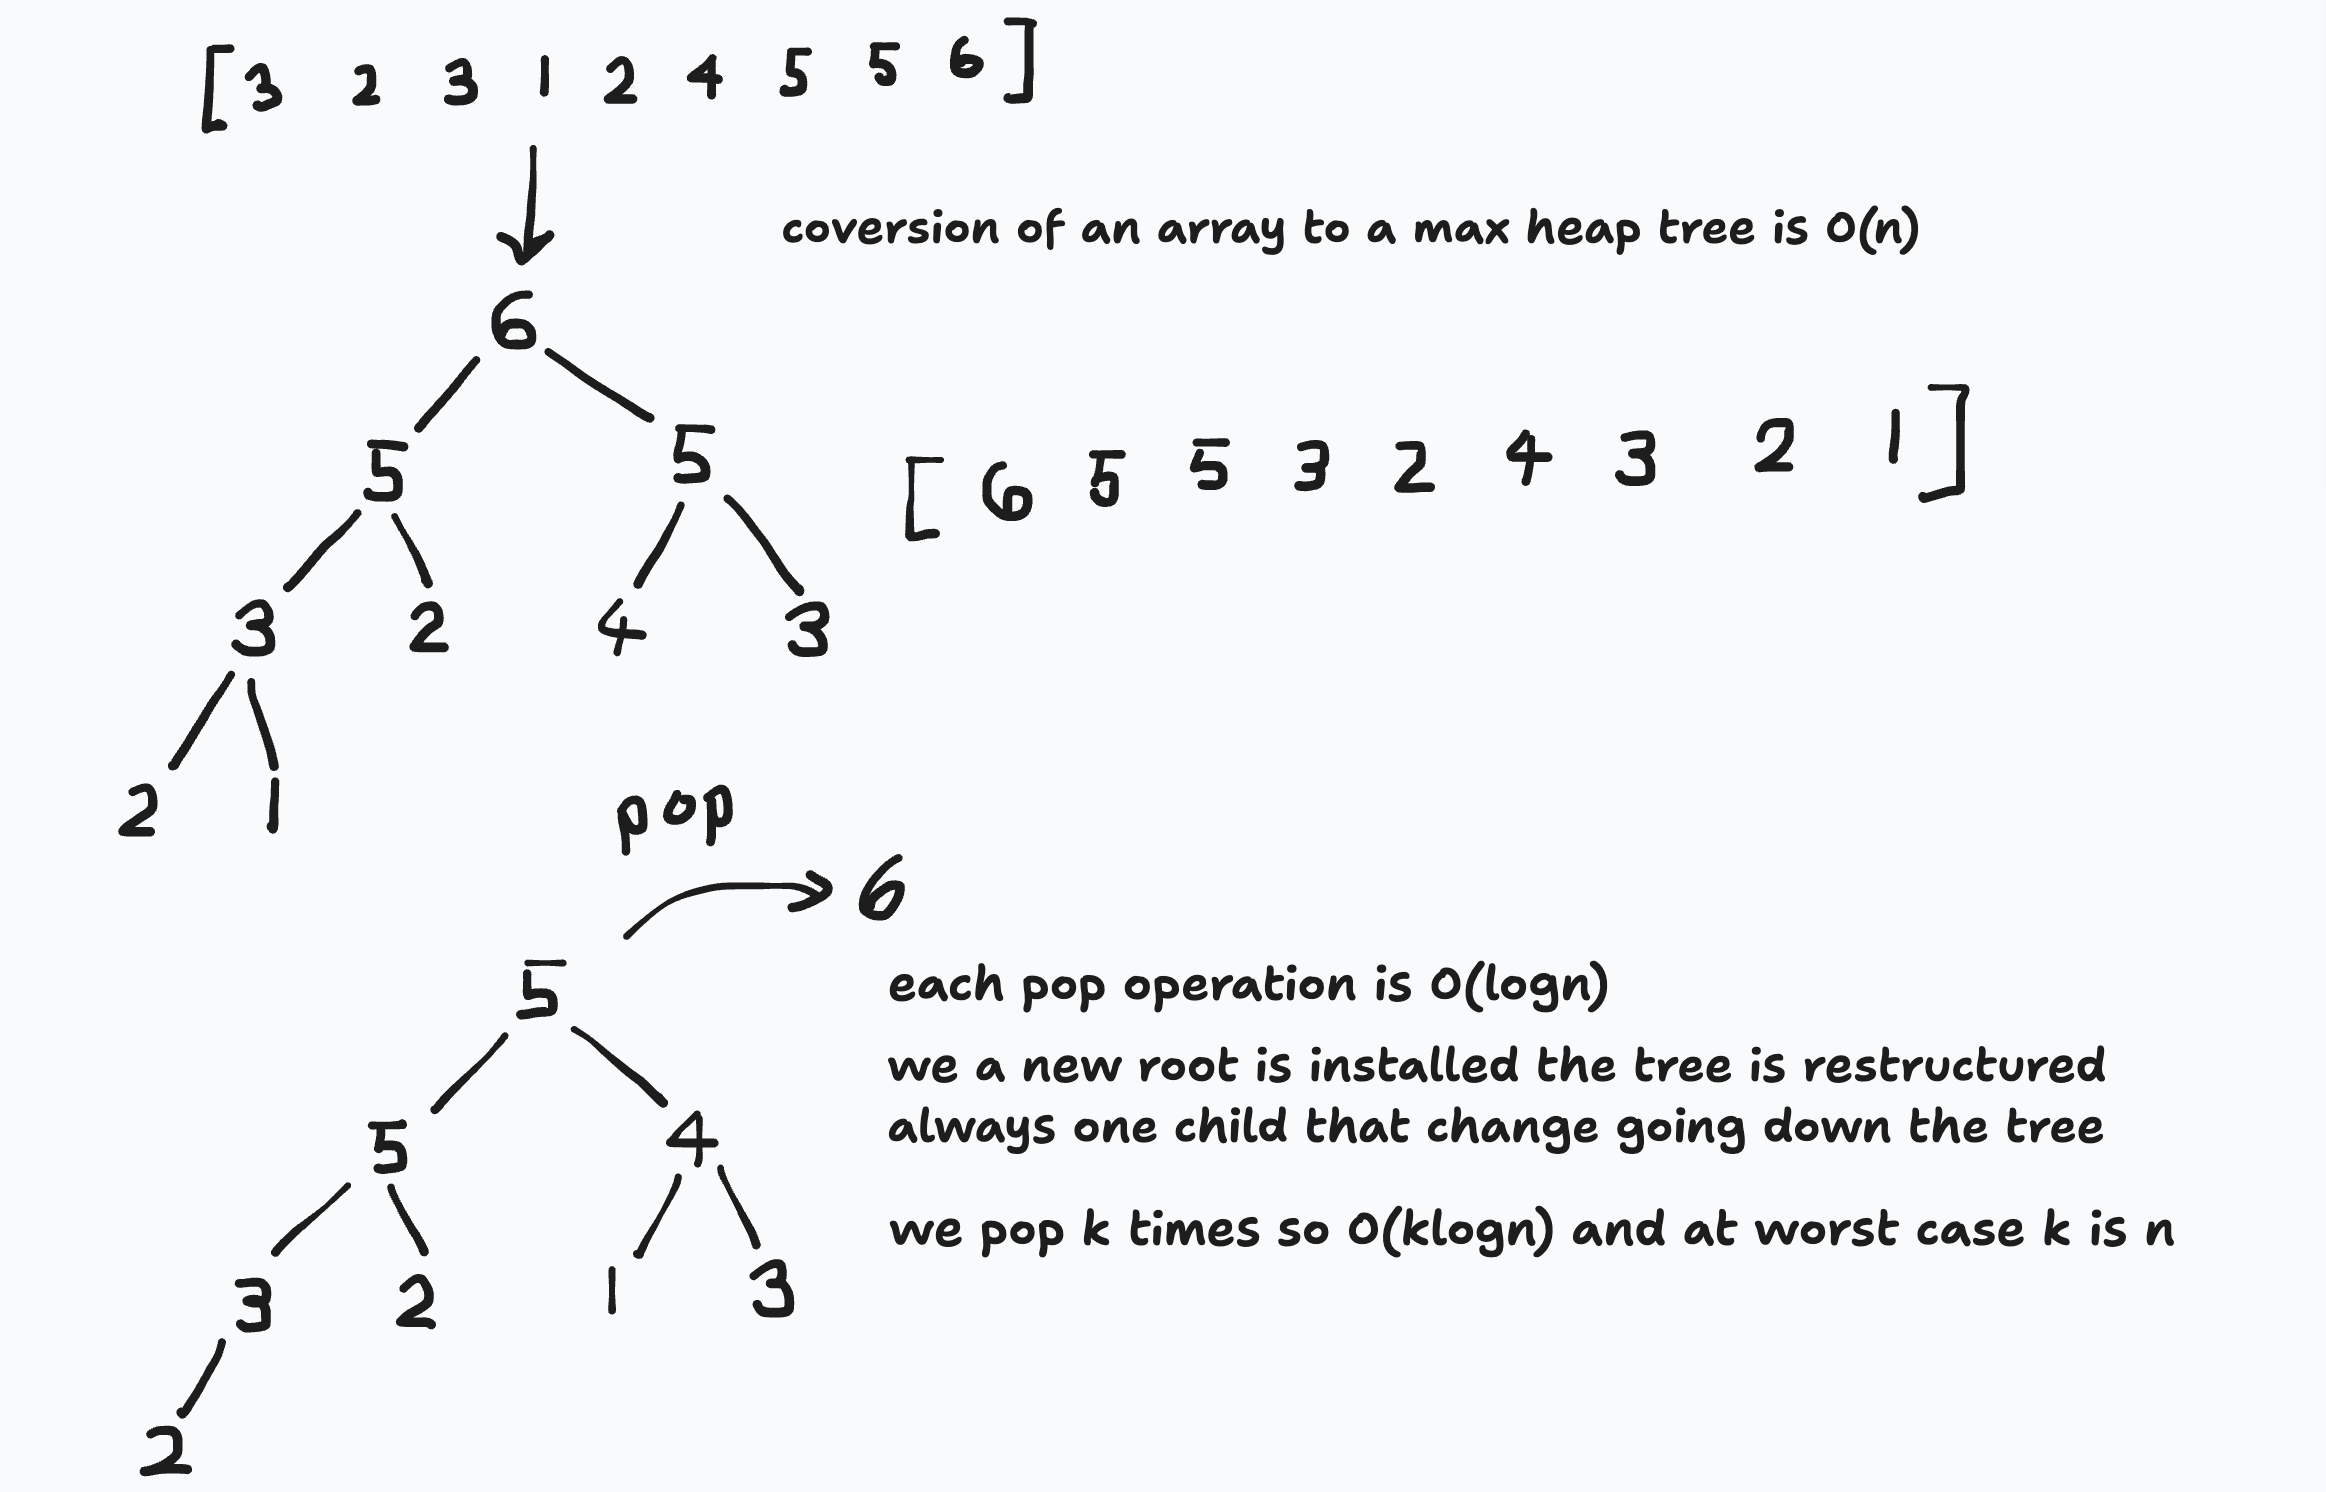 [3 2 3 1 2 4 5 5 6]
coversion of an array to a max heap tree is O(n)
6
5 5
[6 5 5 3 2 4 3 2 1]
3 2 4 3
2 1
pop
6
5
each pop operation is O(logn)
we a new root is installed the tree is restructured
always one child that change going down the tree
5 4
we pop k times so O(klogn) and at worst case k is n
3 2 1 3
2